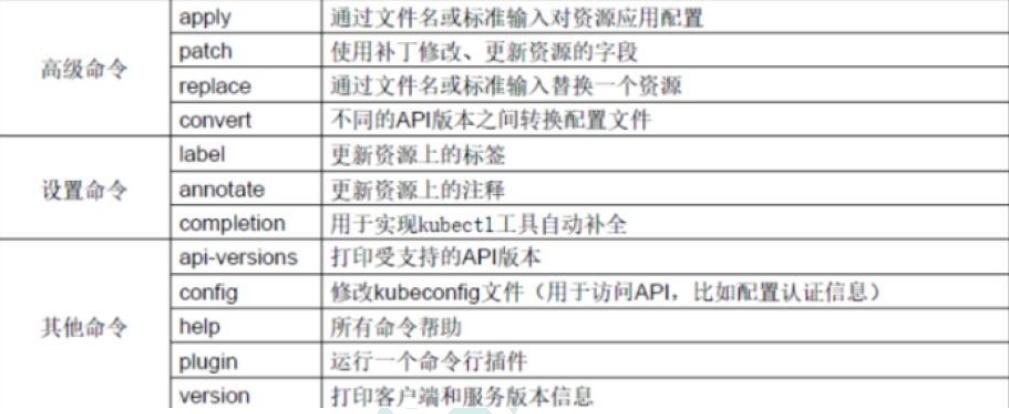 高级命令
apply 通过文件名或标准输入对资源应用配置
patch 使用补丁修改、更新资源的字段
replace 通过文件名或标准输入替换一个资源
convert 不同的API版本之间转换配置文件
设置命令
label 更新资源上的标签
annotate 更新资源上的注释
completion 用于实现kubectl工具自动补全
其他命令
api-versions 打印受支持的API版本
config 修改kubeconfig文件（用于访问API，比如配置认证信息）
help 所有命令帮助
plugin 运行一个命令行插件
version 打印客户端和服务版本信息